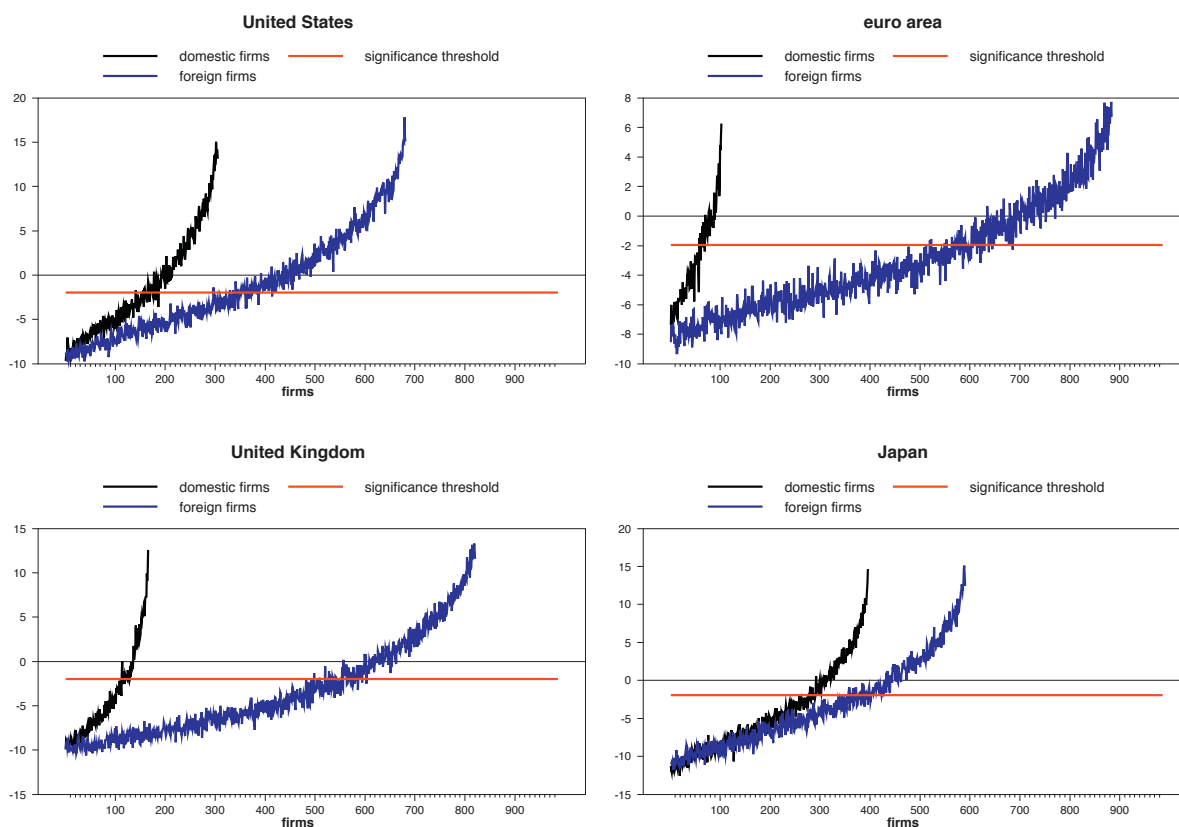 United States
domestic firms significance threshold
foreign firms
20
15
10
5
0
-5
-10
100 200 300 400 500 600 700 800 900
firms
euro area
domestic firms significance threshold
foreign firms
8
6
4
2
0
-2
-4
-6
-8
-10
100 200 300 400 500 600 700 800 900
firms
United Kingdom
domestic firms significance threshold
foreign firms
15
10
5
0
-5
-10
-15
100 200 300 400 500 600 700 800 900
firms
Japan
domestic firms significance threshold
foreign firms
20
15
10
5
0
-5
-10
-15
100 200 300 400 500 600 700 800 900
firms